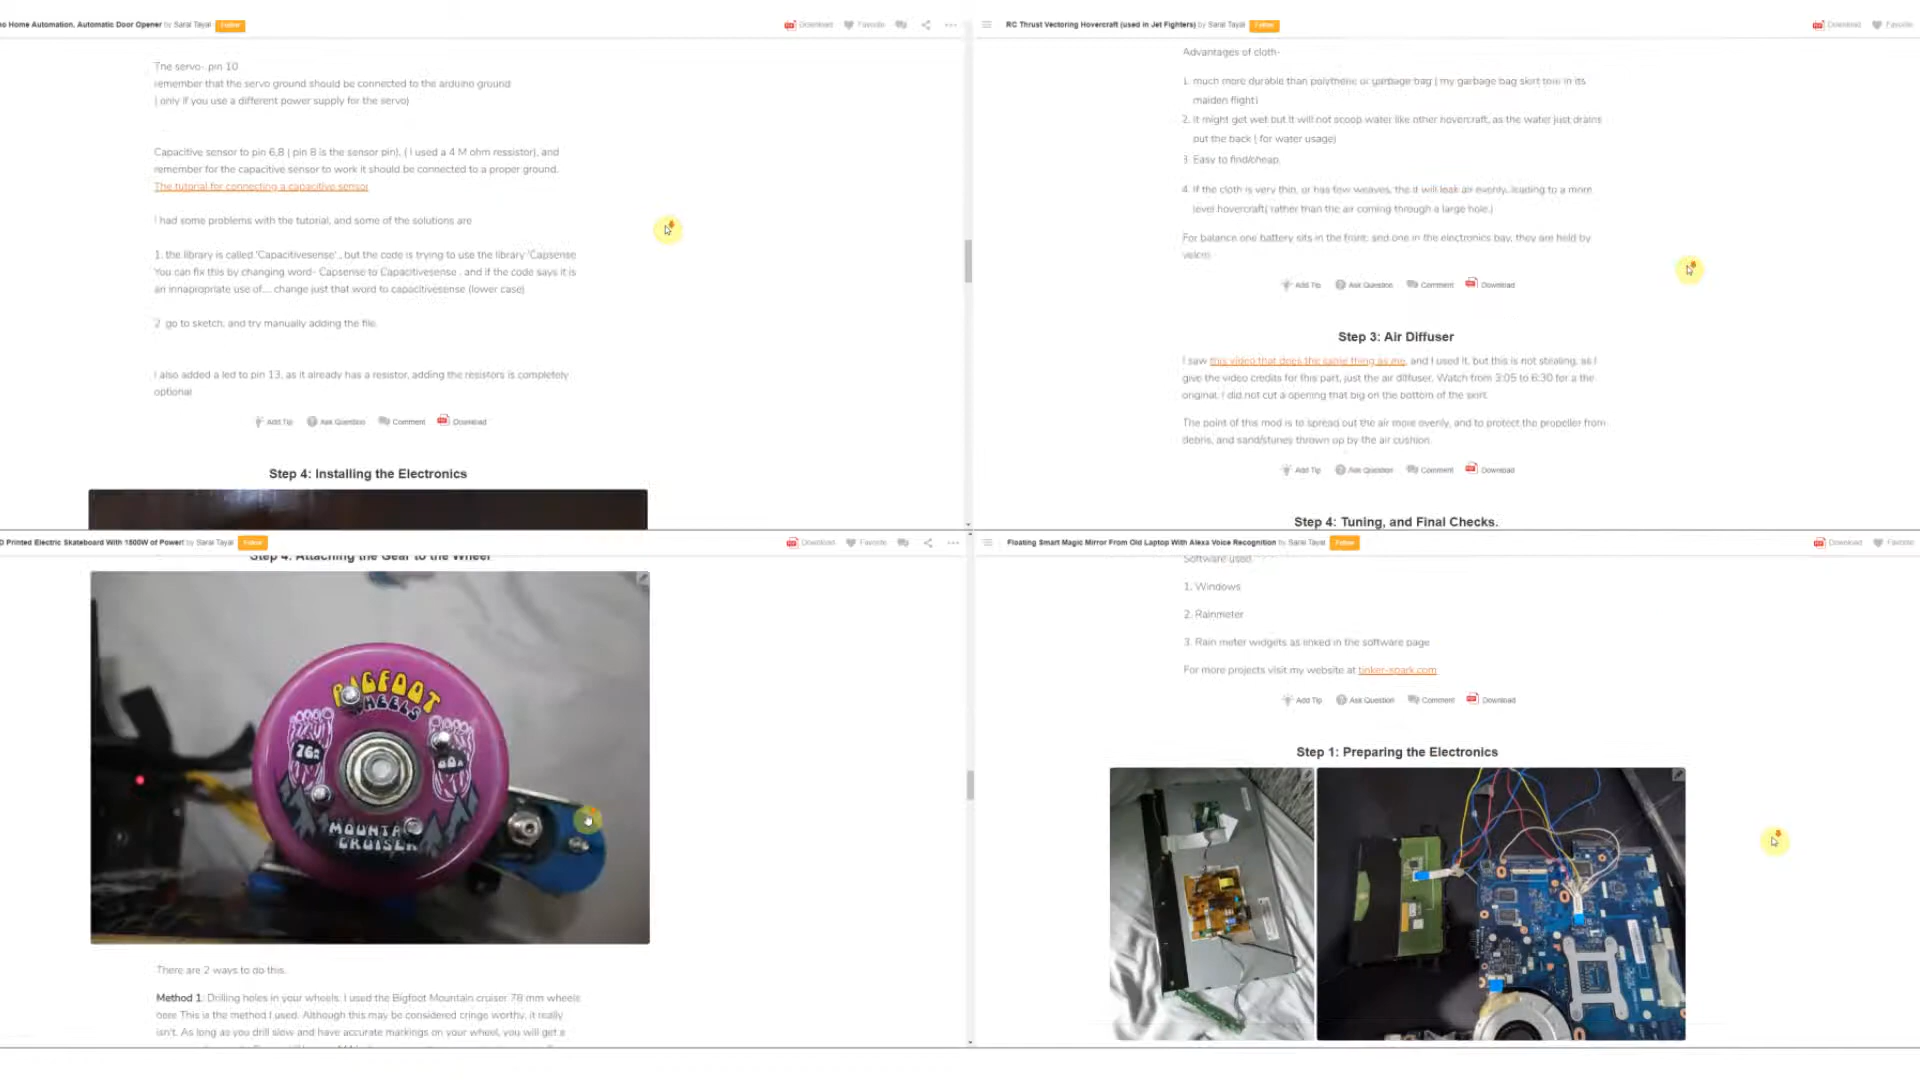 o Home Automation, Automatic Door Opener by Saral Tayal Follow
Download Favorite
The servo- pin 10
remember that the servo ground should be connected to the arduino ground
( only if you use a different power supply for the servo)
Capacitive sensor to pin 6,8 ( pin 8 is the sensor pin), ( I used a 4 M ohm ressistor), and
remember for the capacitive sensor to work it should be connected to a proper ground.
The tutorial for connecting a capacitive sensor
I had some problems with the tutorial, and some of the solutions are
1. the library is called 'Capacitivesense'., but the code is trying to use the library 'Capsense
You can fix this by changing word- Capsense to Capacitivesense . and if the code says it is
an innapropriate use of.... change just that word to capacitivesense (lower case)
2 go to sketch, and try manually adding the file.
I also added a led to pin 13, as it already has a resistor, adding the resistors is completely
optional
Add Tip Ask Question Comment Download
Step 4: Installing the Electronics
RC Thrust Vectoring Hovercraft (used in Jet Fighters) by Saral Tayal Follow
Download Favorite
Advantages of cloth-
1. much more durable than polythene or garbage bag ( my garbage bag skirt tore in its
maiden flight)
2. It might get wet but It will not scoop water like other hovercraft, as the water just drains
out the back ( for water usage)
3. Easy to find/cheap.
4. If the cloth is very thin, or has few weaves, the it will leak air evenly, leading to a more
level hovercraft( rather than the air coming through a large hole.)
For balance one battery sits in the front, and one in the electronics bay, they are held by
velcro.
Add Tip Ask Question Comment Download
Step 3: Air Diffuser
I saw this video that does the same thing as me, and I used It, but this is not stealing, as I
give the video credits for this part, just the air diffuser. Watch from 3:05 to 6:30 for a the
original. I did not cut a opening that big on the bottom of the skirt.
The point of this mod is to spread out the air more evenly, and to protect the propeller from
debris, and sand/stones thrown up by the air cushion.
Add Tip Ask Question Comment Download
Step 4: Tuning, and Final Checks.
D Printed Electric Skateboard With 1800W of Power! by Saral Tayal Follow
Download Favorite
Step 4: Attaching the Gear to the Wheel
BIGFOOT
WHEELS
MOUNTA
CRUISER
There are 2 ways to do this.
Method 1: Drilling holes in your wheels. I used the Bigfoot Mountain cruiser 78 mm wheels
here This is the method I used. Although this may be considered cringe worthy, it really
isn't. As long as you drill slow and have accurate markings on your wheel, you will get a
Floating Smart Magic Mirror From Old Laptop With Alexa Voice Recognition by Saral Tayal Follow
Download Favorite
Software used
1. Windows
2. Rainmeter
3. Rain meter widgets as linked in the software page
For more projects visit my website at tinker-spark.com
Add Tip Ask Question Comment Download
Step 1: Preparing the Electronics